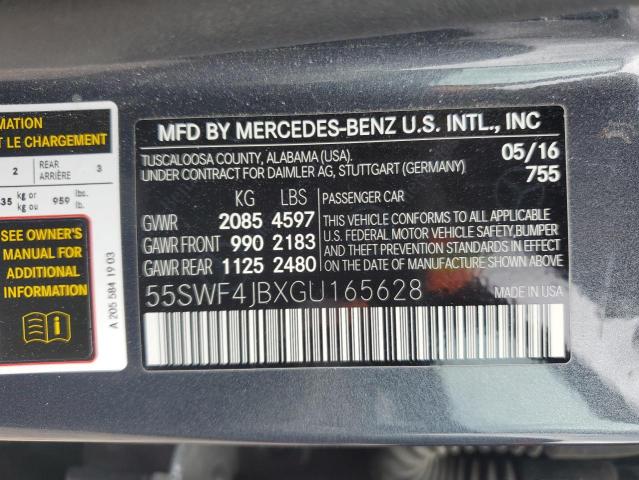 MATION
T LE CHARGEMENT
2 REAR ARRIÈRE 3
35 kg or kg ou 959 lbs. lb.
SEE OWNER'S
MANUAL FOR
ADDITIONAL
INFORMATION
A 205 584 19 03
MFD BY MERCEDES-BENZ U.S. INTL., INC
TUSCALOOSA COUNTY, ALABAMA (USA). 05/16
UNDER CONTRACT FOR DAIMLER AG, STUTTGART (GERMANY) 755
KG LBS PASSENGER CAR
GVWR 2085 4597
GAWR FRONT 990 2183
GAWR REAR 1125 2480
THIS VEHICLE CONFORMS TO ALL APPLICABLE
U.S. FEDERAL MOTOR VEHICLE SAFETY,BUMPER
AND THEFT PREVENTION STANDARDS IN EFFECT
ON DATE OF MANUFACTURE SHOWN ABOVE
55SWF4JBXGU165628
MADE IN USA